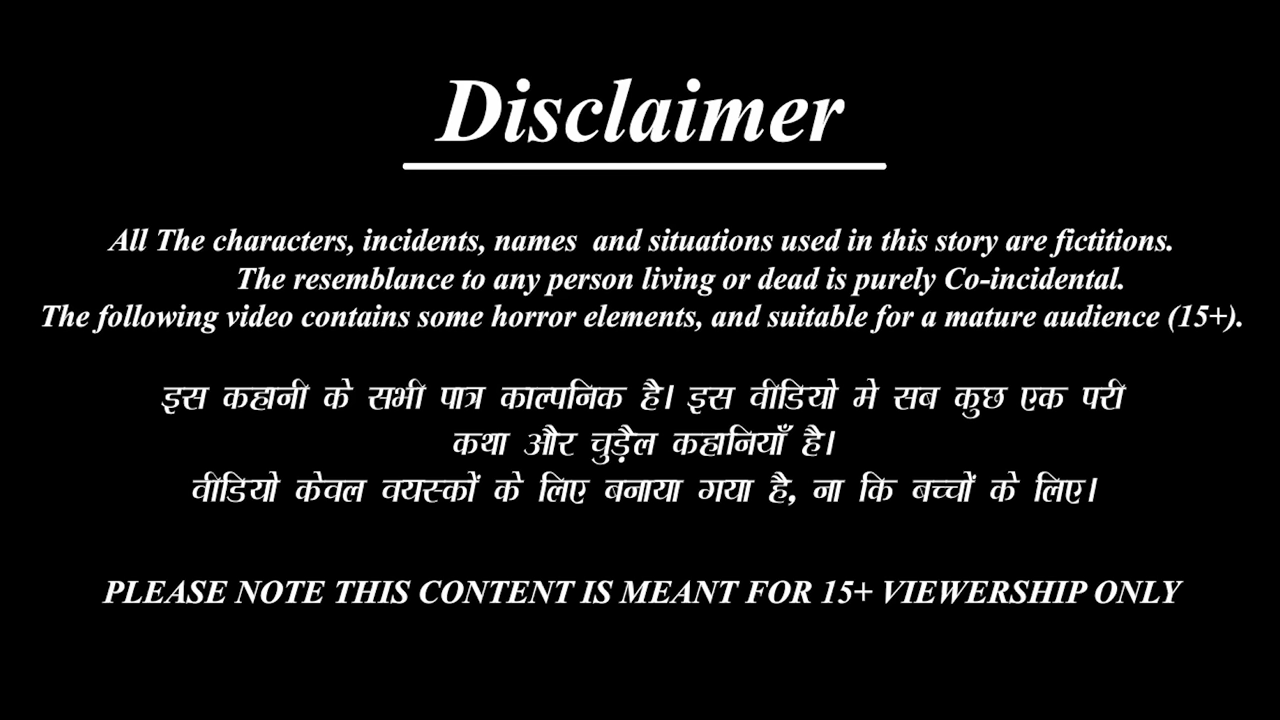 Disclaimer
All The characters, incidents, names and situations used in this story are fictitions.
The resemblance to any person living or dead is purely Co-incidental.
The following video contains some horror elements, and suitable for a mature audience (15+).
इस कहानी के सभी पात्र काल्पनिक है। इस वीडियो मे सब कुछ एक परी
कथा और चुड़ैल कहानियाँ है।
वीडियो केवल वयस्कों के लिए बनाया गया है, ना कि बच्चों के लिए।
PLEASE NOTE THIS CONTENT IS MEANT FOR 15+ VIEWERSHIP ONLY